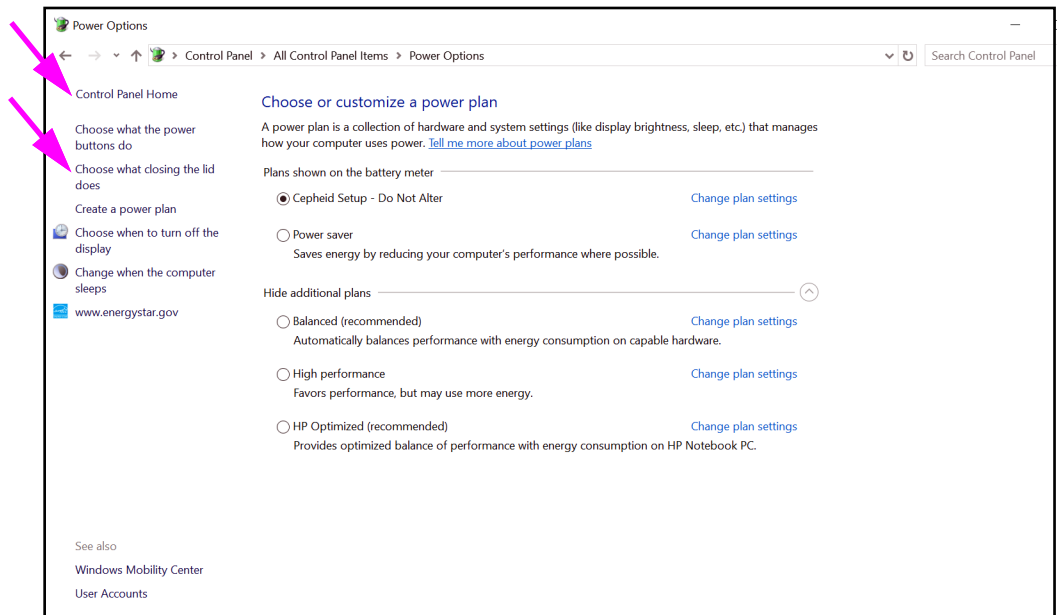 Power Options
Control Panel > All Control Panel Items > Power Options
Search Control Panel
Control Panel Home
Choose what the power
buttons do
Choose what closing the lid
does
Create a power plan
Choose when to turn off the
display
Change when the computer
sleeps
www.energystar.gov
Choose or customize a power plan
A power plan is a collection of hardware and system settings (like display brightness, sleep, etc.) that manages
how your computer uses power. Tell me more about power plans
Plans shown on the battery meter
Cepheid Setup - Do Not Alter Change plan settings
Power saver Change plan settings
Saves energy by reducing your computer's performance where possible.
Hide additional plans
Balanced (recommended) Change plan settings
Automatically balances performance with energy consumption on capable hardware.
High performance Change plan settings
Favors performance, but may use more energy.
HP Optimized (recommended) Change plan settings
Provides optimized balance of performance with energy consumption on HP Notebook PC.
See also
Windows Mobility Center
User Accounts